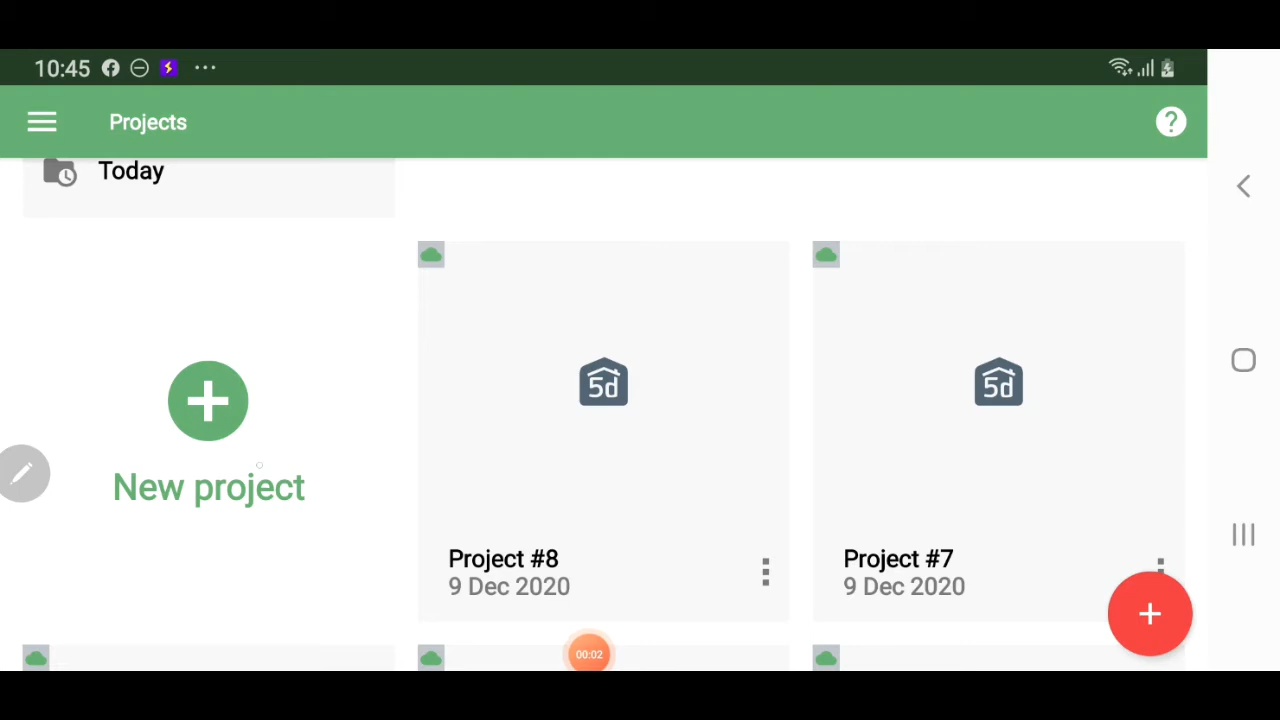 10:45
Projects
?
Today
5d
5d
New project
Project #8
9 Dec 2020
Project #7
9 Dec 2020
00:02